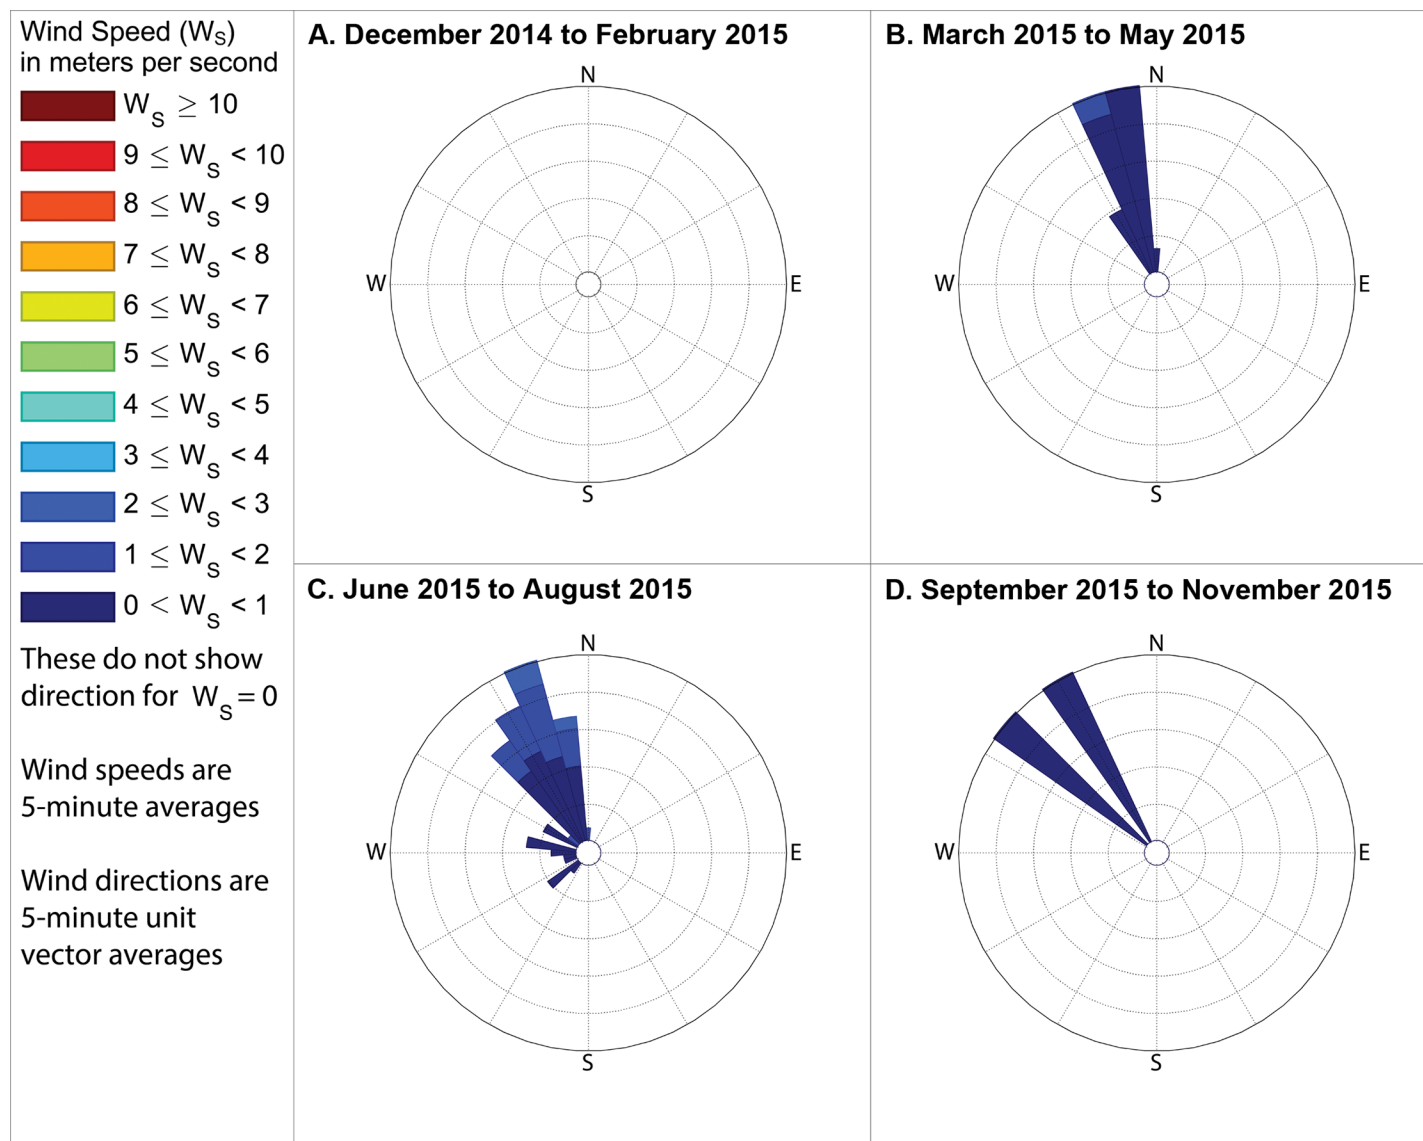 Wind Speed (WS)
in meters per second
WS ≥ 10
9 ≤ WS < 10
8 ≤ WS < 9
7 ≤ WS < 8
6 ≤ WS < 7
5 ≤ WS < 6
4 ≤ WS < 5
3 ≤ WS < 4
2 ≤ WS < 3
1 ≤ WS < 2
0 < WS < 1
These do not show
direction for WS = 0
Wind speeds are
5-minute averages
Wind directions are
5-minute unit
vector averages
A. December 2014 to February 2015
N
W
E
S
B. March 2015 to May 2015
N
W
E
S
C. June 2015 to August 2015
N
W
E
S
D. September 2015 to November 2015
N
W
E
S